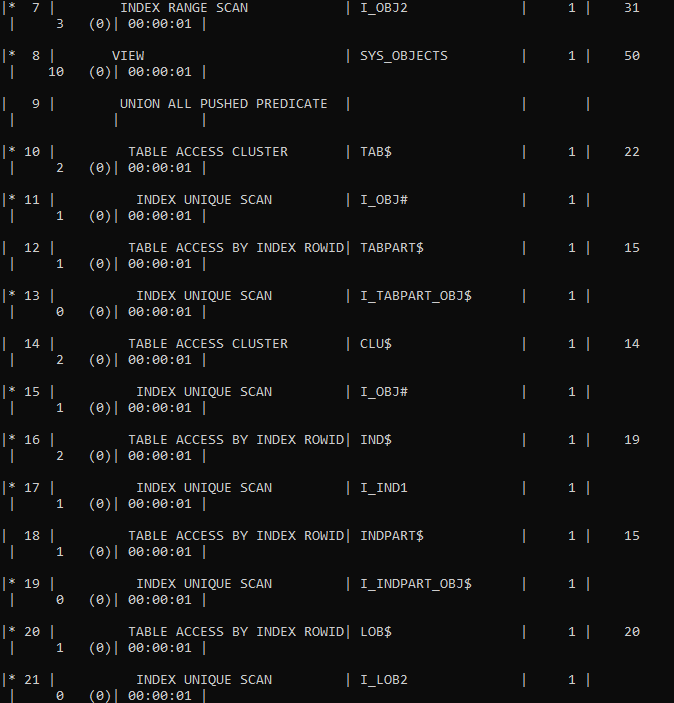 |*  7 |        INDEX RANGE SCAN            | I_OBJ2              |     1 |    31
|     3   (0)| 00:00:01 |
|*  8 |       VIEW                         | SYS_OBJECTS         |     1 |    50
|    10   (0)| 00:00:01 |
|   9 |        UNION ALL PUSHED PREDICATE  |                     |       |
|            |          |
|* 10 |         TABLE ACCESS CLUSTER       | TAB$                |     1 |    22
|     2   (0)| 00:00:01 |
|* 11 |          INDEX UNIQUE SCAN         | I_OBJ#              |     1 |
|     1   (0)| 00:00:01 |
|  12 |         TABLE ACCESS BY INDEX ROWID| TABPART$            |     1 |    15
|     1   (0)| 00:00:01 |
|* 13 |          INDEX UNIQUE SCAN         | I_TABPART_OBJ$      |     1 |
|     0   (0)| 00:00:01 |
|  14 |         TABLE ACCESS CLUSTER       | CLU$                |     1 |    14
|     2   (0)| 00:00:01 |
|* 15 |          INDEX UNIQUE SCAN         | I_OBJ#              |     1 |
|     1   (0)| 00:00:01 |
|* 16 |         TABLE ACCESS BY INDEX ROWID| IND$                |     1 |    19
|     2   (0)| 00:00:01 |
|* 17 |          INDEX UNIQUE SCAN         | I_IND1              |     1 |
|     1   (0)| 00:00:01 |
|  18 |         TABLE ACCESS BY INDEX ROWID| INDPART$            |     1 |    15
|     1   (0)| 00:00:01 |
|* 19 |          INDEX UNIQUE SCAN         | I_INDPART_OBJ$      |     1 |
|     0   (0)| 00:00:01 |
|* 20 |         TABLE ACCESS BY INDEX ROWID| LOB$                |     1 |    20
|     1   (0)| 00:00:01 |
|* 21 |          INDEX UNIQUE SCAN         | I_LOB2              |     1 |
|     0   (0)| 00:00:01 |